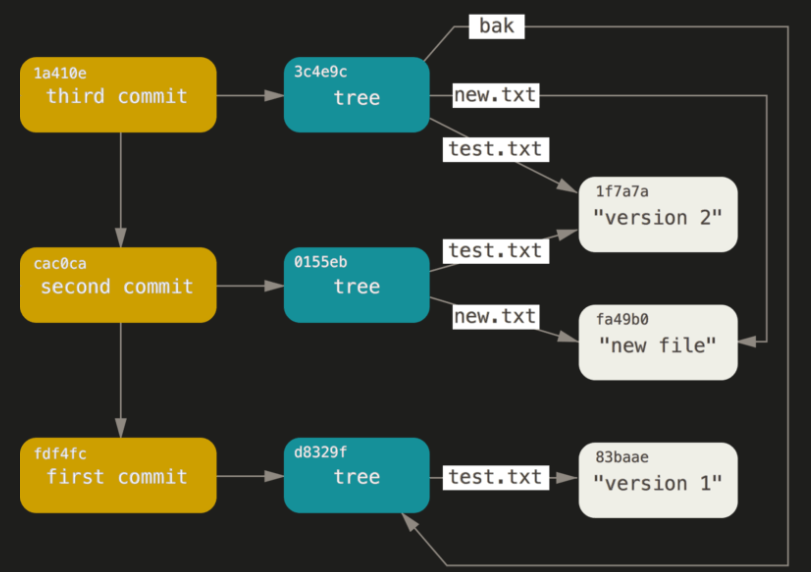 bak
1a410e
third commit
3c4e9c
tree
new.txt
test.txt
1f7a7a
"version 2"
cac0ca
second commit
0155eb
tree
test.txt
new.txt
fa49b0
"new file"
fdf4fc
first commit
d8329f
tree
test.txt
83baae
"version 1"